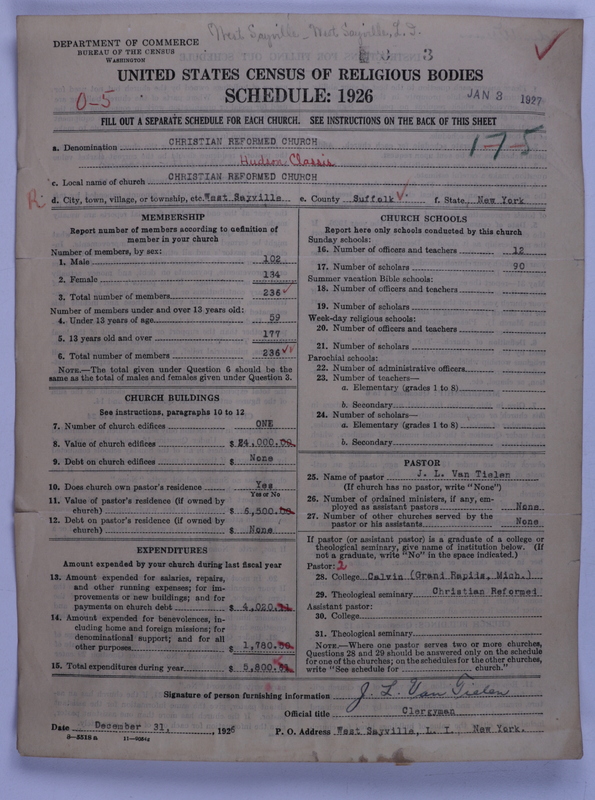 West Sayville - West Sayville, L. I.
DEPARTMENT OF COMMERCE
BUREAU OF THE CENSUS
WASHINGTON
3
UNITED STATES CENSUS OF RELIGIOUS BODIES
0-5
SCHEDULE: 1926
JAN 3 1927
FILL OUT A SEPARATE SCHEDULE FOR EACH CHURCH. SEE INSTRUCTIONS ON THE BACK OF THIS SHEET
a. Denomination CHRISTIAN REFORMED CHURCH
17-5
Hudson Classis
c. Local name of church CHRISTIAN REFORMED CHURCH
R d. City, town, village, or township, etc. West Sayville e. County Suffolk f. State New York
MEMBERSHIP
Report number of members according to definition of
member in your church
Number of members, by sex:
1. Male 102
2. Female 134
3. Total number of members 236
Number of members under and over 13 years old:
4. Under 13 years of age 59
5. 13 years old and over 177
6. Total number of members 236
NOTE.—The total given under Question 6 should be the
same as the total of males and females given under Question 3.
CHURCH BUILDINGS
See instructions, paragraphs 10 to 12
7. Number of church edifices ONE
8. Value of church edifices $24,000.00
9. Debt on church edifices $ None
10. Does church own pastor's residence Yes
Yes or No
11. Value of pastor's residence (if owned by
church) $ 6,500.00
12. Debt on pastor's residence (if owned by
church) $ None
EXPENDITURES
Amount expended by your church during last fiscal year
13. Amount expended for salaries, repairs,
and other running expenses; for im-
provements or new buildings; and for
payments on church debt $ 4,020.
14. Amount expended for benevolences, in-
cluding home and foreign missions; for
denominational support; and for all
other purposes $ 1,780.
15. Total expenditures during year $ 5,800.
CHURCH SCHOOLS
Report here only schools conducted by this church
Sunday schools:
16. Number of officers and teachers 12
17. Number of scholars 90
Summer vacation Bible schools:
18. Number of officers and teachers
19. Number of scholars
Week-day religious schools:
20. Number of officers and teachers
21. Number of scholars
Parochial schools:
22. Number of administrative officers
23. Number of teachers—
a. Elementary (grades 1 to 8)
b. Secondary
24. Number of scholars—
a. Elementary (grades 1 to 8)
b. Secondary
PASTOR
25. Name of pastor J. L. Van Tielen
(If church has no pastor, write "None")
26. Number of ordained ministers, if any, em-
ployed as assistant pastors None
27. Number of other churches served by the
pastor or his assistants None
If pastor (or assistant pastor) is a graduate of a college or
theological seminary, give name of institution below. (If
not a graduate, write "No" in the space indicated.)
Pastor: 2
28. College Calvin (Grand Rapids, Mich.)
29. Theological seminary Christian Reformed
Assistant pastor:
30. College
31. Theological seminary
NOTE.—Where one pastor serves two or more churches,
Questions 28 and 29 should be answered only on the schedule
for one of the churches; on the schedules for the other churches,
write "See schedule for church."
Signature of person furnishing information J. L. Van Tielen
Official title Clergyman
Date December 31, , 1926 P. O. Address West Sayville, L. I., New York.
8-5518 a